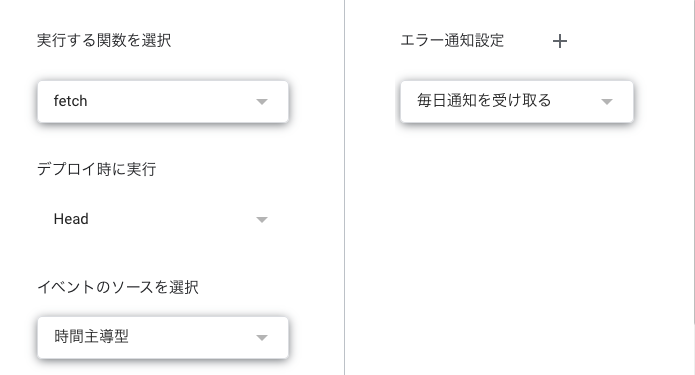 実行する関数を選択
fetch
デプロイ時に実行
Head
イベントのソースを選択
時間主導型
エラー通知設定
毎日通知を受け取る